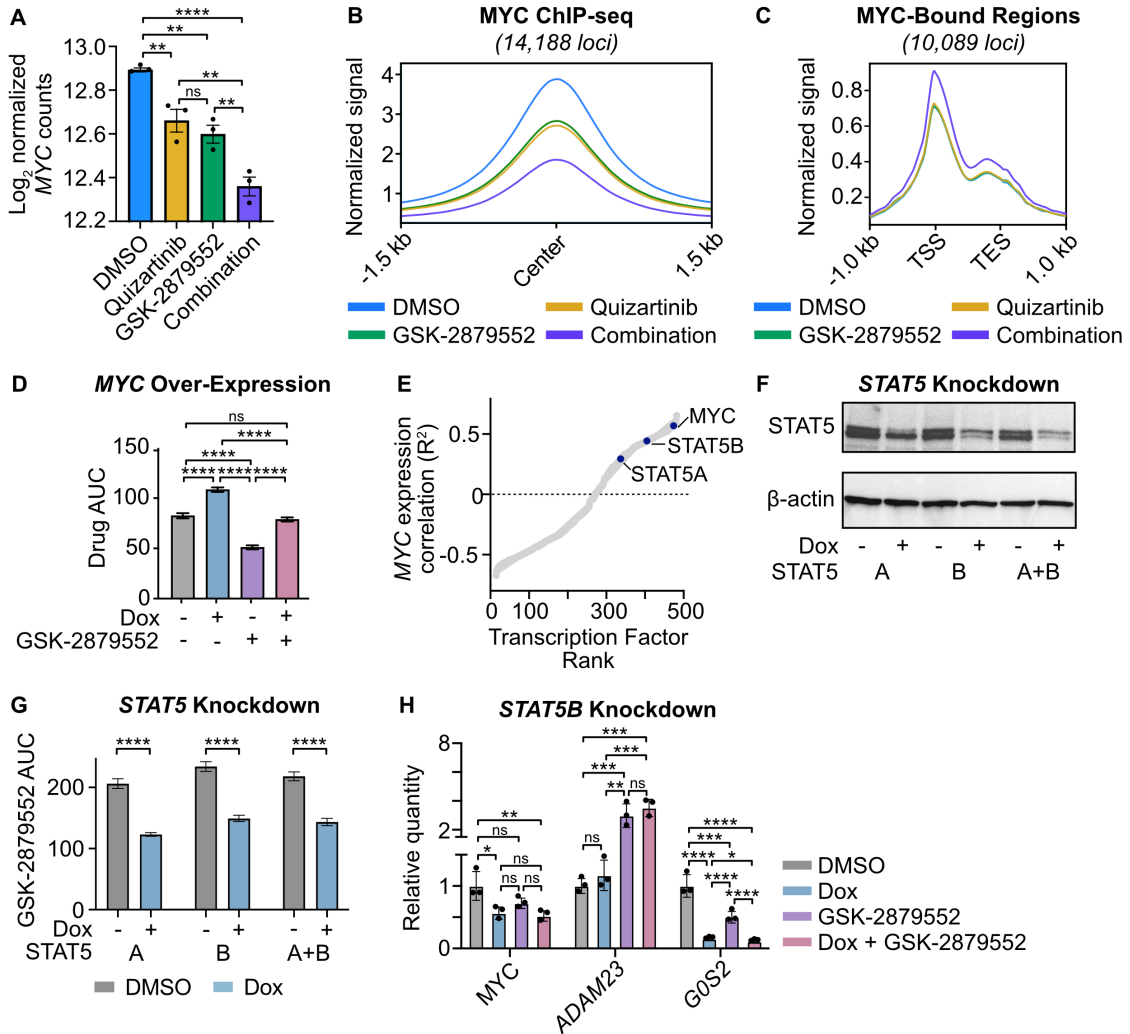 A
****
**
**
**
ns
**
13.0
12.8
12.6
12.4
12.2
Log2 normalized
MYC counts
DMSO
Quizartinib
GSK-2879552
Combination
B
MYC ChIP-seq
(14,188 loci)
Normalized signal
4
3
2
1
-1.5 kb
Center
1.5 kb
DMSO
Quizartinib
GSK-2879552
Combination
C
MYC-Bound Regions
(10,089 loci)
Normalized signal
0.8
0.6
0.4
0.2
-1.0 kb
TSS
TES
1.0 kb
DMSO
Quizartinib
GSK-2879552
Combination
D
MYC Over-Expression
ns
****
****
**** **** ****
Drug AUC
150
100
50
0
Dox - + - +
GSK-2879552 - - + +
E
MYC expression
correlation (R2)
0.5
0
-0.5
MYC
STAT5B
STAT5A
0 100 300 500
Transcription Factor
Rank
F
STAT5 Knockdown
STAT5
β-actin
Dox - + - + - +
STAT5 A B A+B
G
STAT5 Knockdown
**** **** ****
GSK-2879552 AUC
200
100
0
Dox - + - + - +
STAT5 A B A+B
DMSO Dox
H
STAT5B Knockdown
Relative quantity
8
2
1
0
**
ns
*
ns
ns
ns
***
***
***
**
ns
ns
****
***
****
*
****
****
MYC
ADAM23
G0S2
DMSO
Dox
GSK-2879552
Dox + GSK-2879552